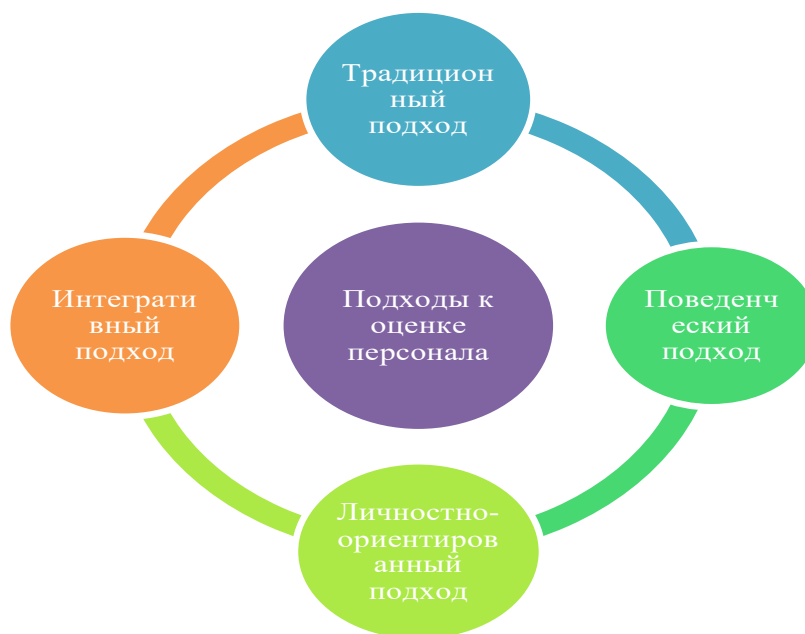 Традицион
ный
подход
Интеграти
вный
подход
Подходы к
оценке
персонала
Поведенч
еский
подход
Личностно-
ориентиров
анный
подход